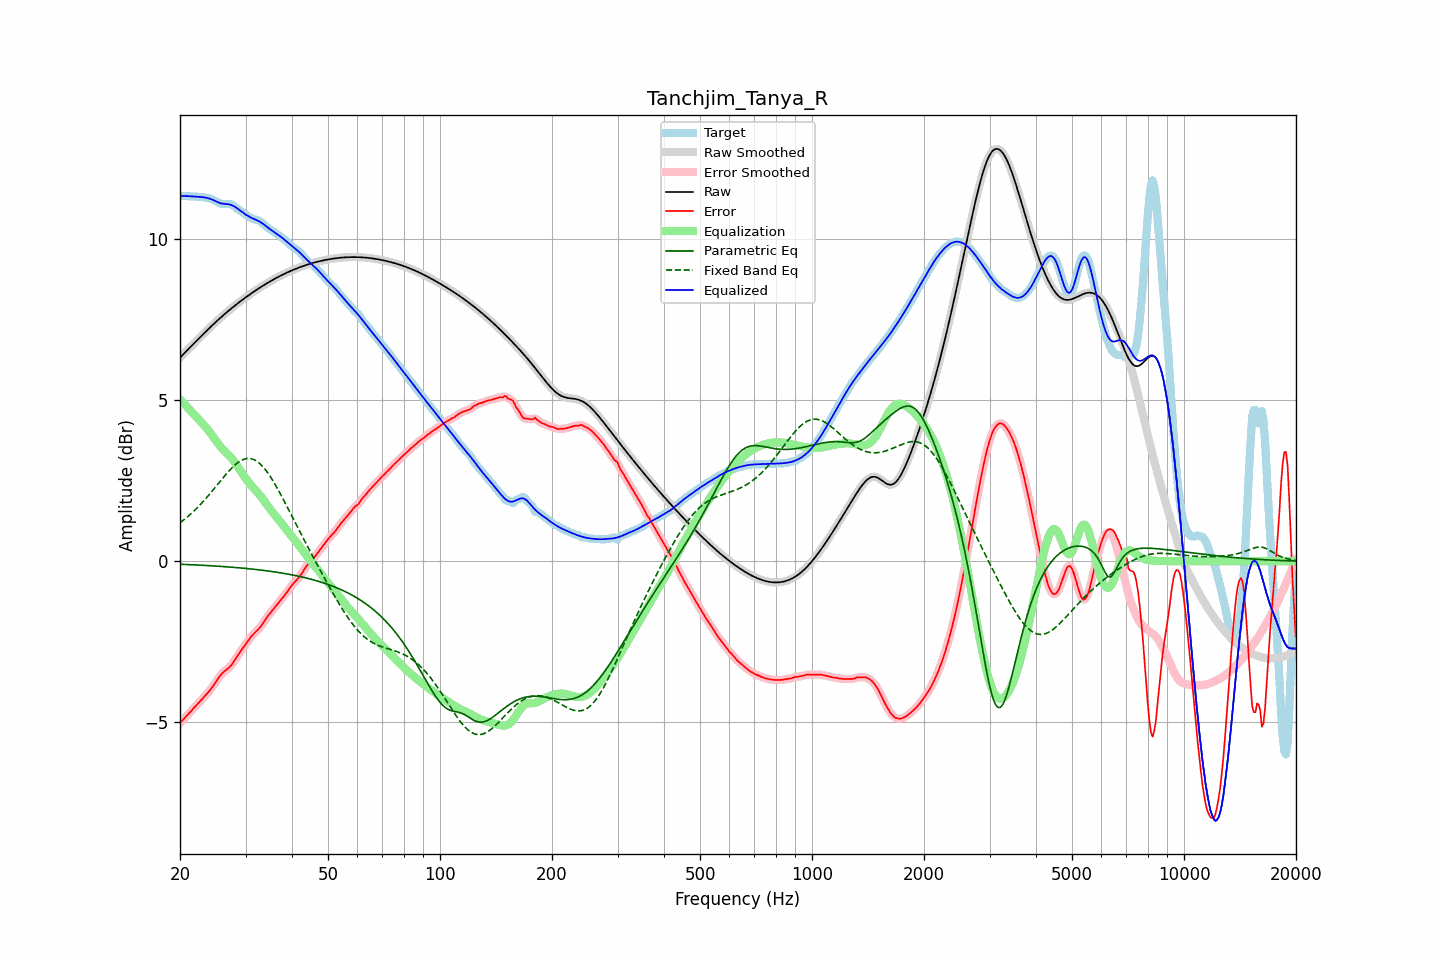 Tanchjim_Tanya_R
Target
Raw Smoothed
Error Smoothed
Raw
Error
Equalization
Parametric Eq
Fixed Band Eq
Equalized
10
5
0
−5
Amplitude (dBr)
20
50
100
200
500
1000
2000
5000
10000
20000
Frequency (Hz)